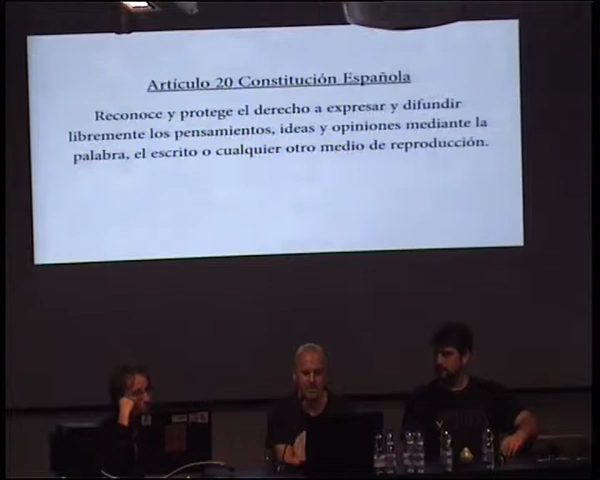 Artículo 20 Constitución Española
Reconoce y protege el derecho a expresar y difundir
libremente los pensamientos, ideas y opiniones mediante la
palabra, el escrito o cualquier otro medio de reproducción.